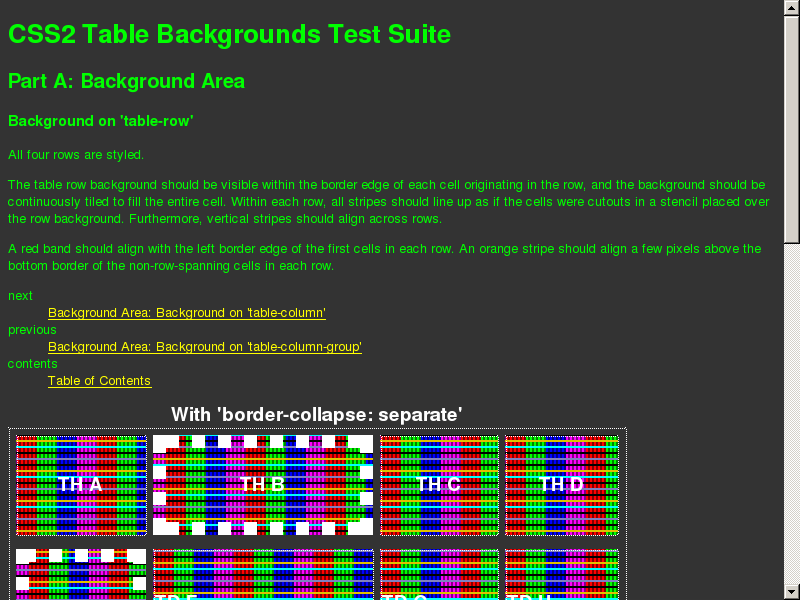 CSS2 Table Backgrounds Test Suite
Part A: Background Area
Background on 'table-row'
All four rows are styled.
The table row background should be visible within the border edge of each cell originating in the row, and the background should be
continuously tiled to fill the entire cell. Within each row, all stripes should line up as if the cells were cutouts in a stencil placed over
the row background. Furthermore, vertical stripes should align across rows.
A red band should align with the left border edge of the first cells in each row. An orange stripe should align a few pixels above the
bottom border of the non-row-spanning cells in each row.
next
Background Area: Background on 'table-column'
previous
Background Area: Background on 'table-column-group'
contents
Table of Contents
With 'border-collapse: separate'
TH A TH B TH C TH D